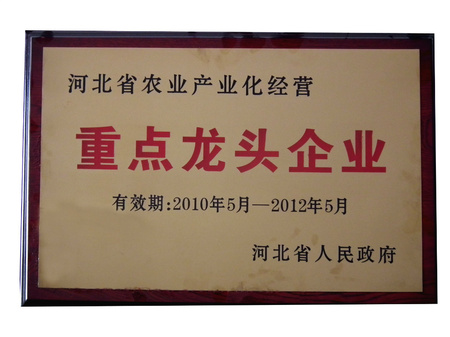 河北省农业产业化经营
重点龙头企业
有效期:2010年5月—2012年5月
河北省人民政府